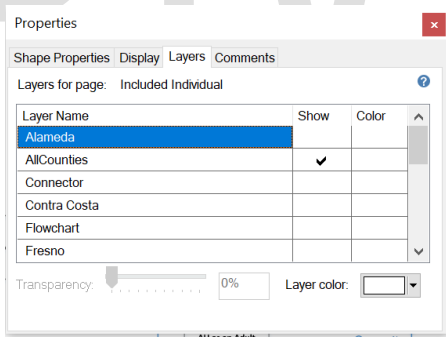 Properties
x
Shape Properties Display Layers Comments
Layers for page: Included Individual
?
Layer Name Show Color
Alameda
AllCounties
Connector
Contra Costa
Flowchart
Fresno
Transparency: 0% Layer color: